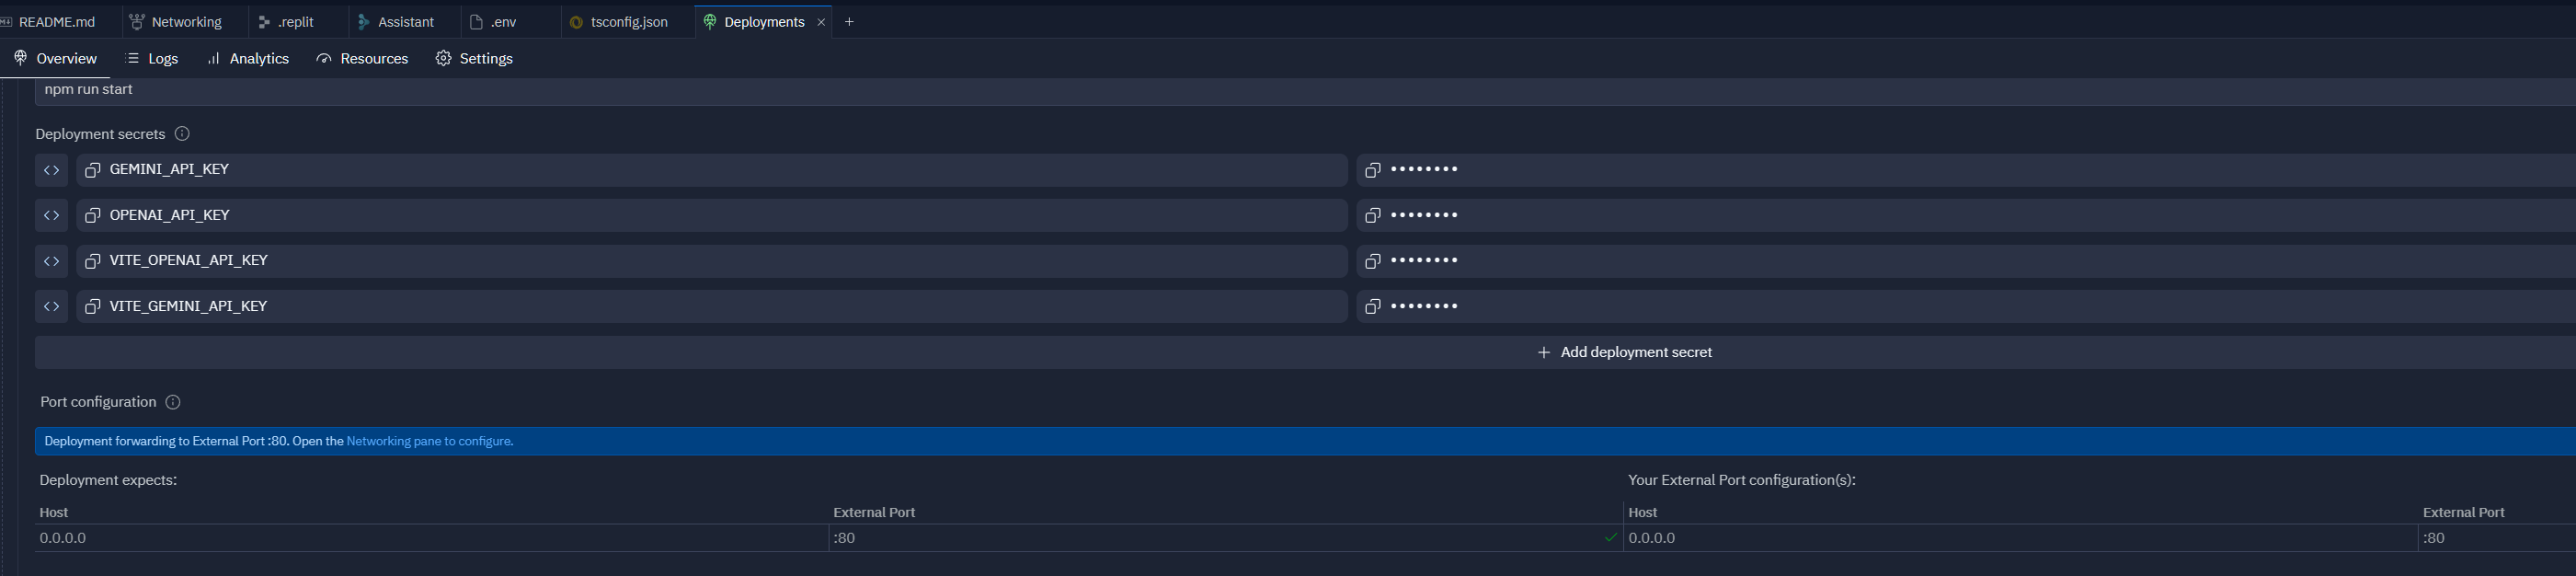 README.md Networking .replit Assistant .env tsconfig.json Deployments
Overview Logs Analytics Resources Settings
npm run start
Deployment secrets
GEMINI_API_KEY ••••••••
OPENAI_API_KEY ••••••••
VITE_OPENAI_API_KEY ••••••••
VITE_GEMINI_API_KEY ••••••••
+ Add deployment secret
Port configuration
Deployment forwarding to External Port :80. Open the Networking pane to configure.
Deployment expects: Your External Port configuration(s):
Host External Port Host External Port
0.0.0.0 :80 0.0.0.0 :80